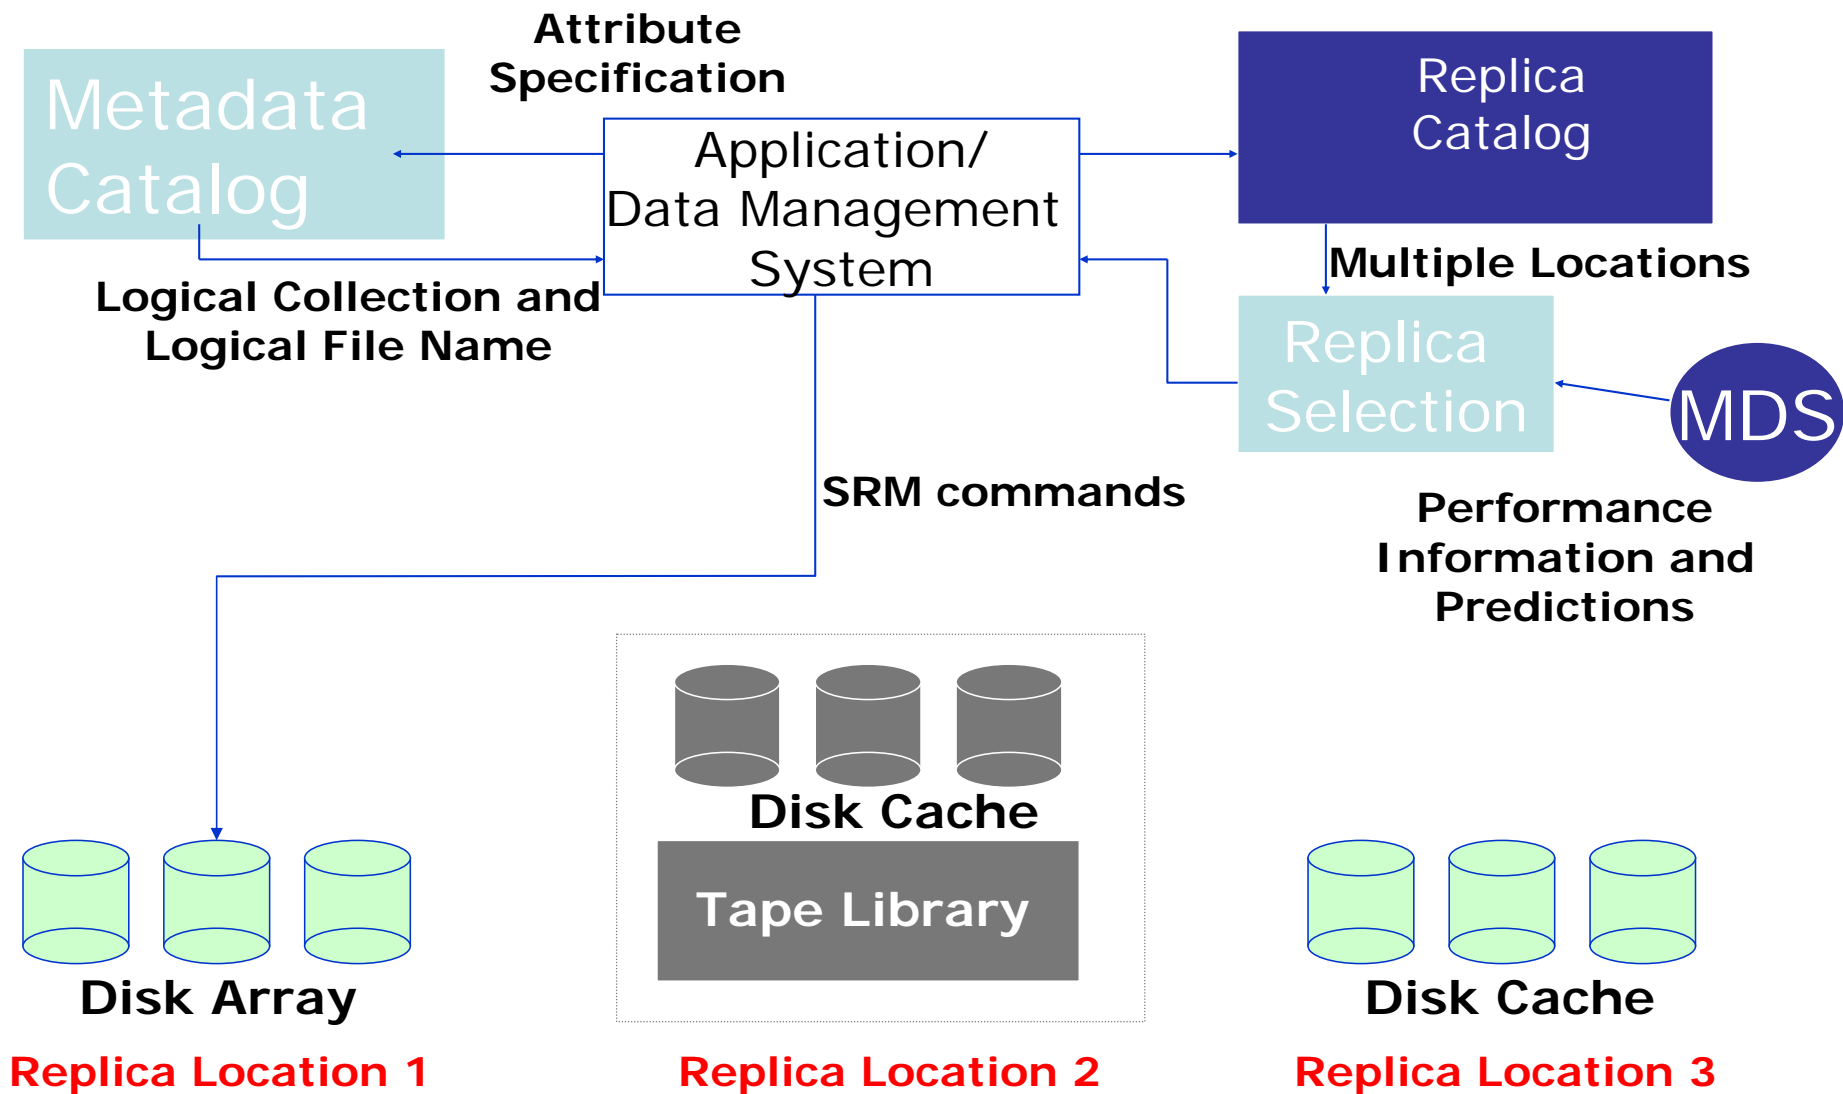 Attribute
Specification
Metadata
Catalog
Application/
Data Management
System
Replica
Catalog
Logical Collection and
Logical File Name
Multiple Locations
Replica
Selection
MDS
SRM commands
Performance
Information and
Predictions
Disk Cache
Tape Library
Disk Array
Disk Cache
Replica Location 1
Replica Location 2
Replica Location 3